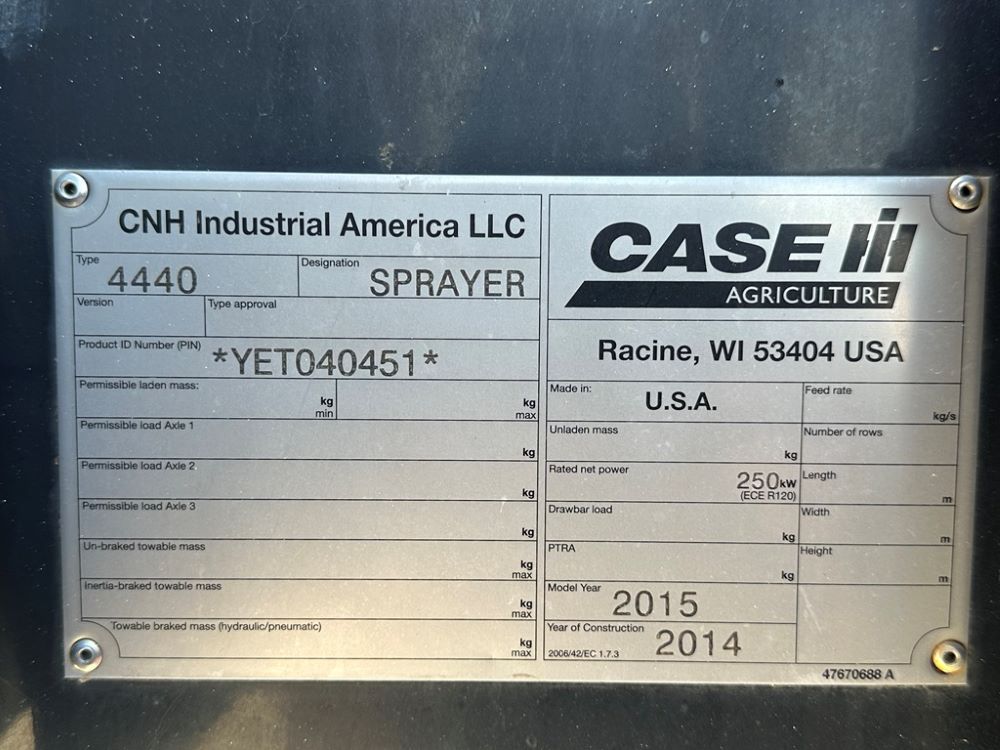 CNH Industrial America LLC
Type
4440
Designation
SPRAYER
Version
Type approval
Product ID Number (PIN)
*YET040451*
Permissible laden mass:
kg
min
kg
max
Permissible load Axle 1
kg
Permissible load Axle 2
kg
Permissible load Axle 3
kg
Un-braked towable mass
kg
max
Inertia-braked towable mass
kg
max
Towable braked mass (hydraulic/pneumatic)
kg
max
CASE IH
AGRICULTURE
Racine, WI 53404 USA
Made in:
U.S.A.
Feed rate
kg/s
Unladen mass
kg
Number of rows
Rated net power
250kW
(ECE R120)
Length
m
Drawbar load
kg
Width
m
PTRA
kg
Height
m
Model Year
2015
Year of Construction
2014
2006/42/EC 1.7.3
47670688 A